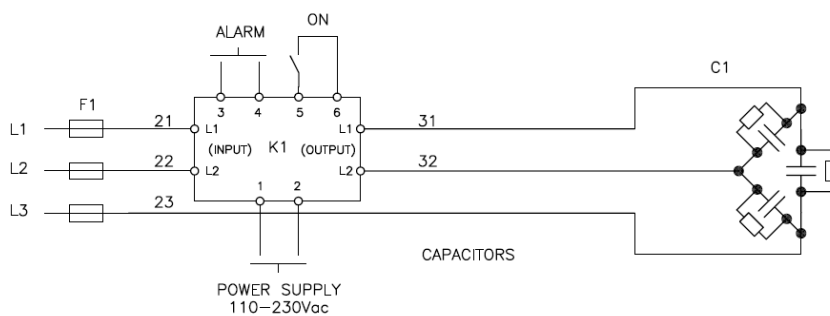 ON
ALARM
C1
F1
3 4 5 6
L1 21 L1 L1 31
(INPUT) K1 (OUTPUT)
L2 22 L2 L2 32
1 2
L3 23
CAPACITORS
POWER SUPPLY
110-230Vac